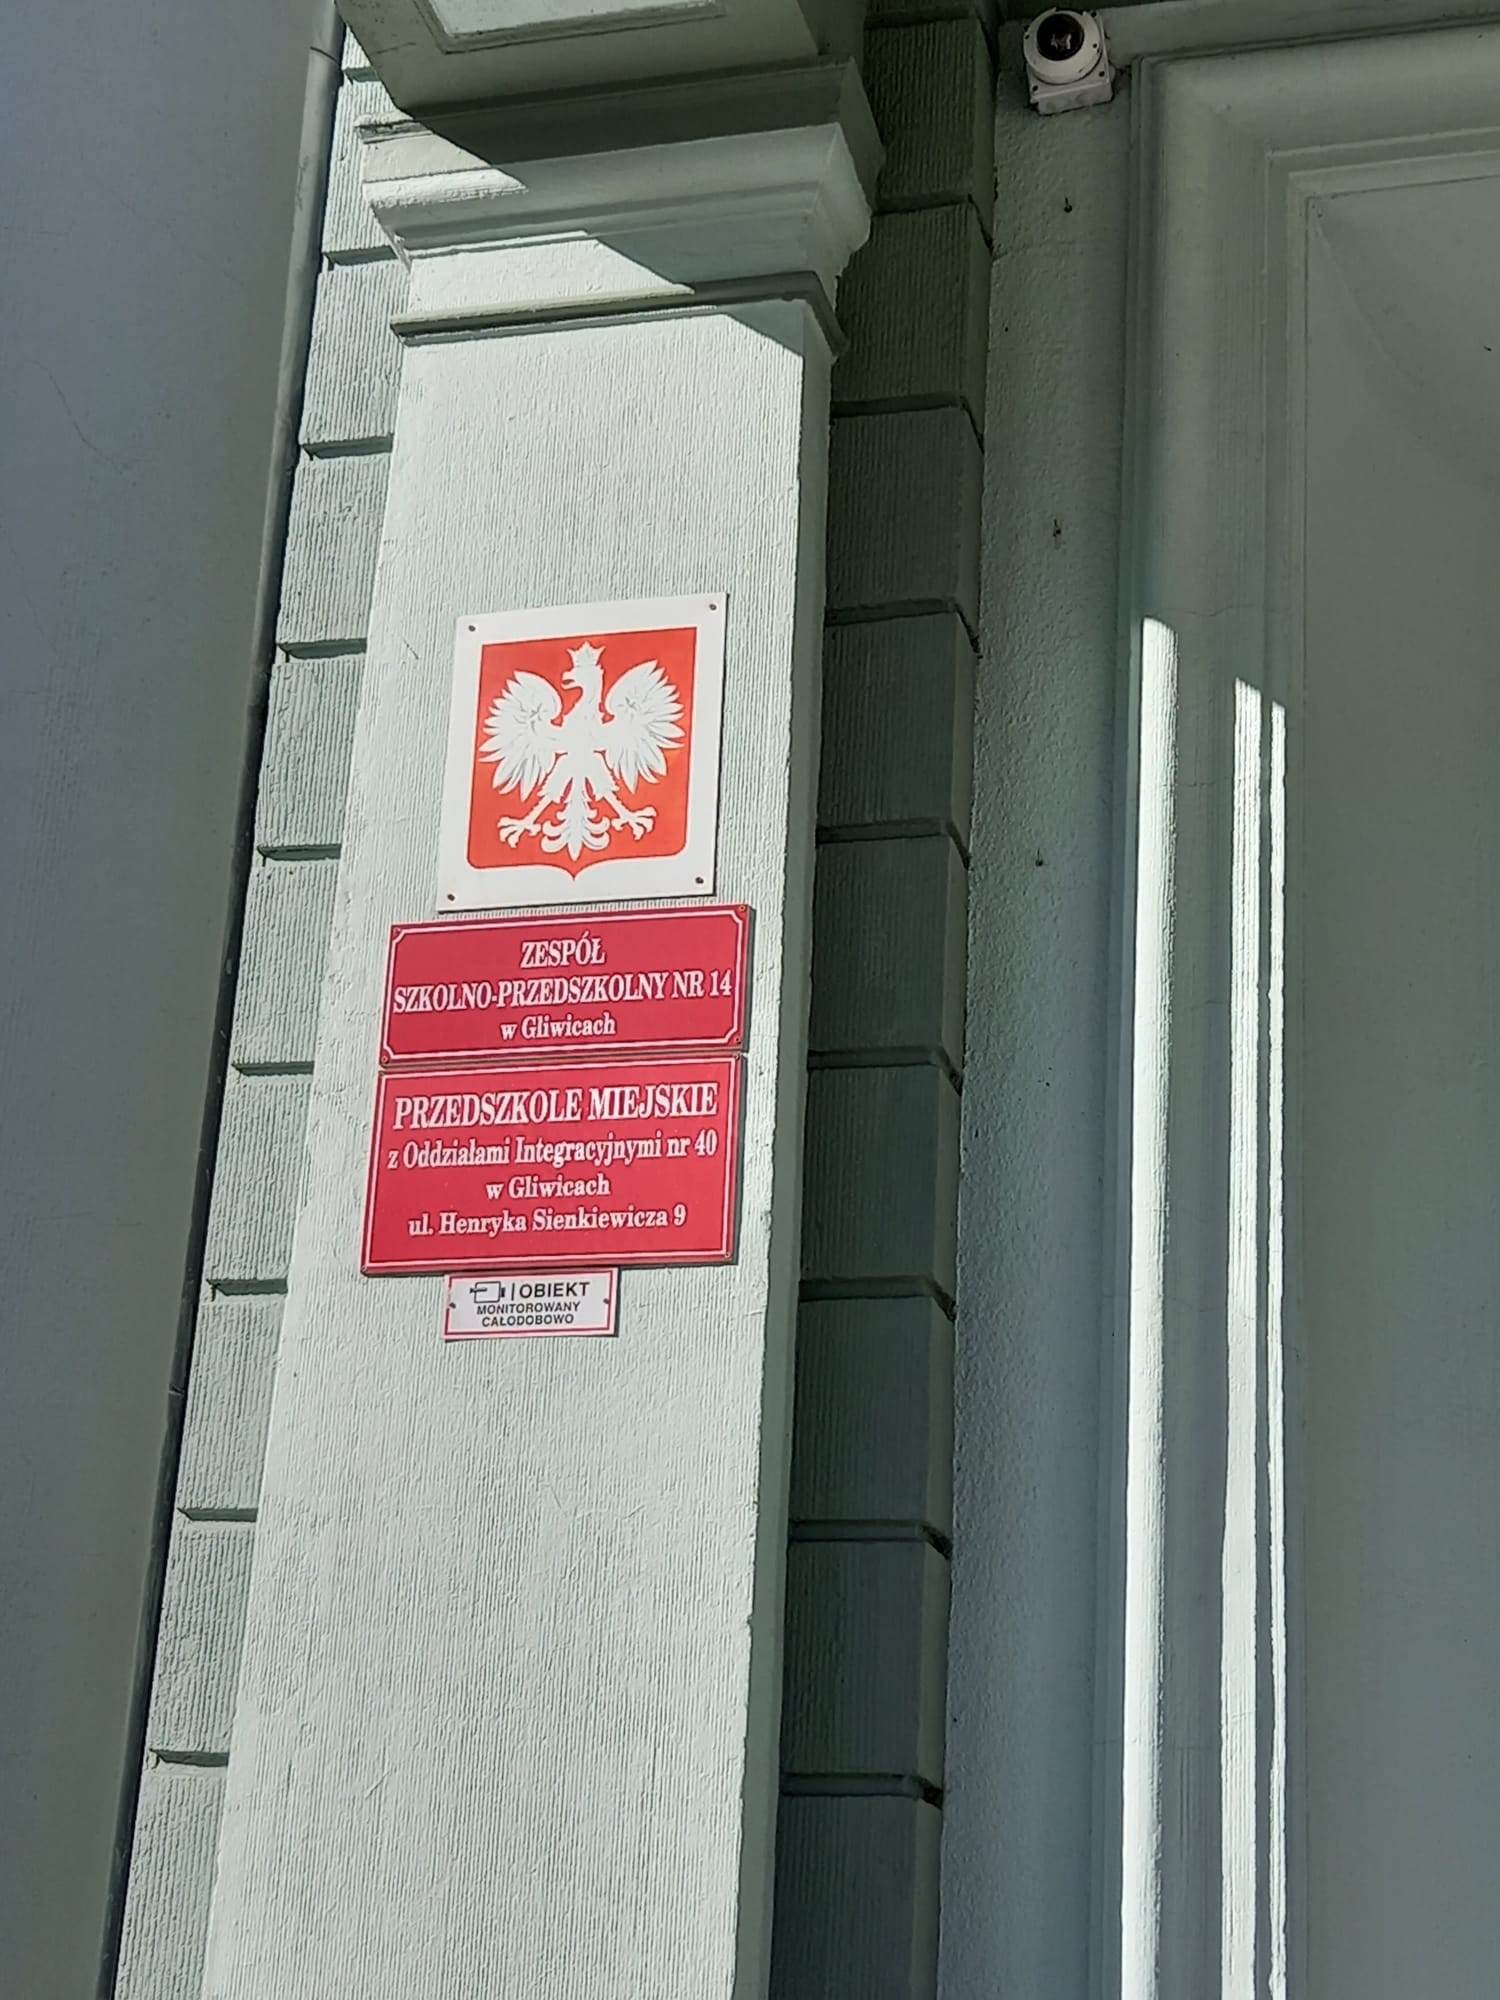 ZESPÓŁ
SZKOLNO-PRZEDSZKOLNY NR 14
w Gliwicach
PRZEDSZKOLE MIEJSKIE
z Oddziałami Integracyjnymi nr 40
w Gliwicach
ul. Henryka Sienkiewicza 9
OBIEKT
MONITOROWANY
CAŁODOBOWO